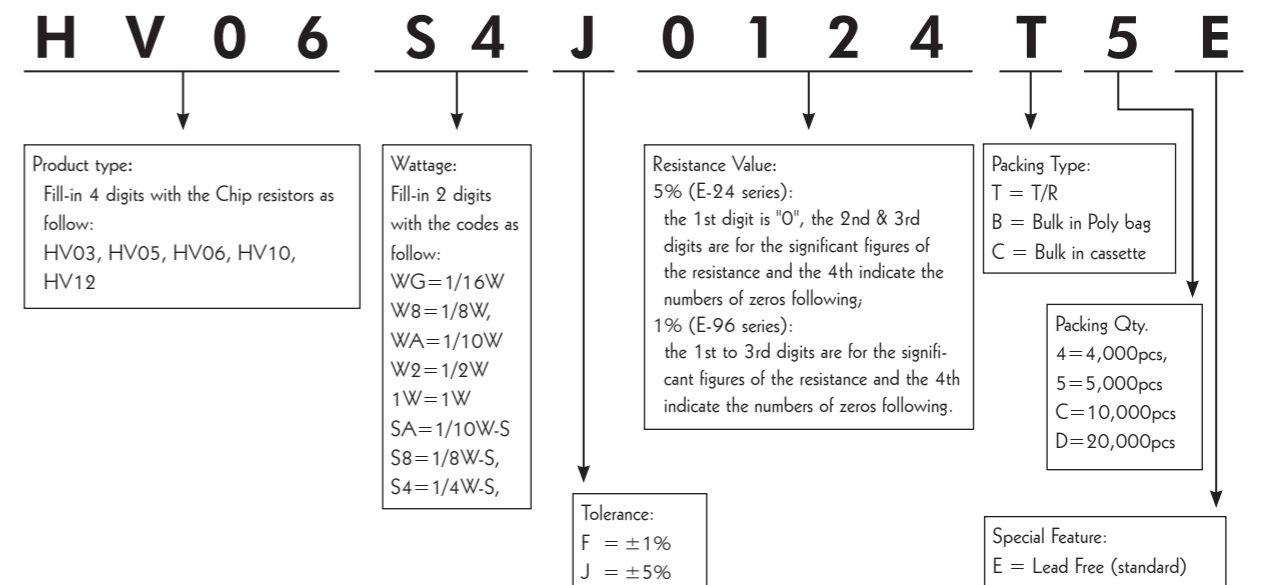 H V 0 6 S 4 J 0 1 2 4 T 5 E
Product type:
Fill-in 4 digits with the Chip resistors as
follow:
HV03, HV05, HV06, HV10,
HV12
Wattage:
Fill-in 2 digits
with the codes as
follow:
WG=1/16W
W8=1/8W,
WA=1/10W
W2=1/2W
1W=1W
SA=1/10W-S
S8=1/8W-S,
S4=1/4W-S,
Tolerance:
F = ±1%
J = ±5%
Resistance Value:
5% (E-24 series):
the 1st digit is "0", the 2nd & 3rd
digits are for the significant figures of
the resistance and the 4th indicate the
numbers of zeros following;
1% (E-96 series):
the 1st to 3rd digits are for the signifi-
cant figures of the resistance and the 4th
indicate the numbers of zeros following.
Packing Type:
T = T/R
B = Bulk in Poly bag
C = Bulk in cassette
Packing Qty.
4=4,000pcs,
5=5,000pcs
C=10,000pcs
D=20,000pcs
Special Feature:
E = Lead Free (standard)